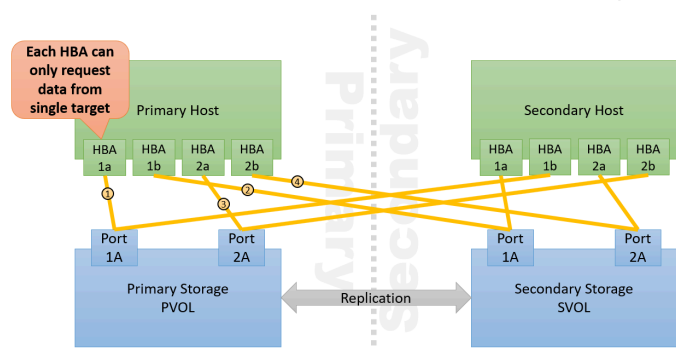 Each HBA can
only request
data from
single target
Primary Host
Secondary Host
HBA
1a
HBA
1b
HBA
2a
HBA
2b
HBA
1a
HBA
1b
HBA
2a
HBA
2b
1
2
3
4
Primary
Secondary
Port
1A
Port
2A
Port
1A
Port
2A
Primary Storage
PVOL
Replication
Secondary Storage
SVOL